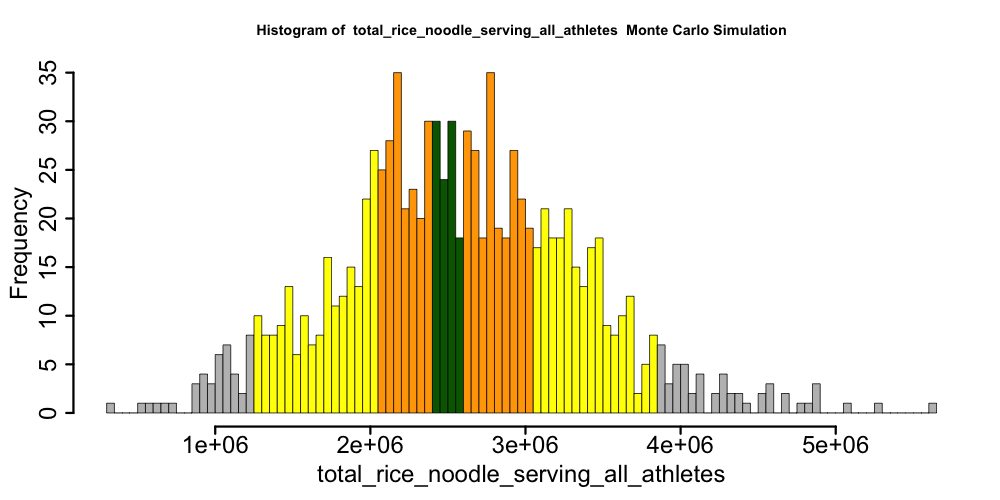 Histogram of  total_rice_noodle_serving_all_athletes  Monte Carlo Simulation
Frequency
35
30
25
20
15
10
5
0
1e+06 2e+06 3e+06 4e+06 5e+06
total_rice_noodle_serving_all_athletes